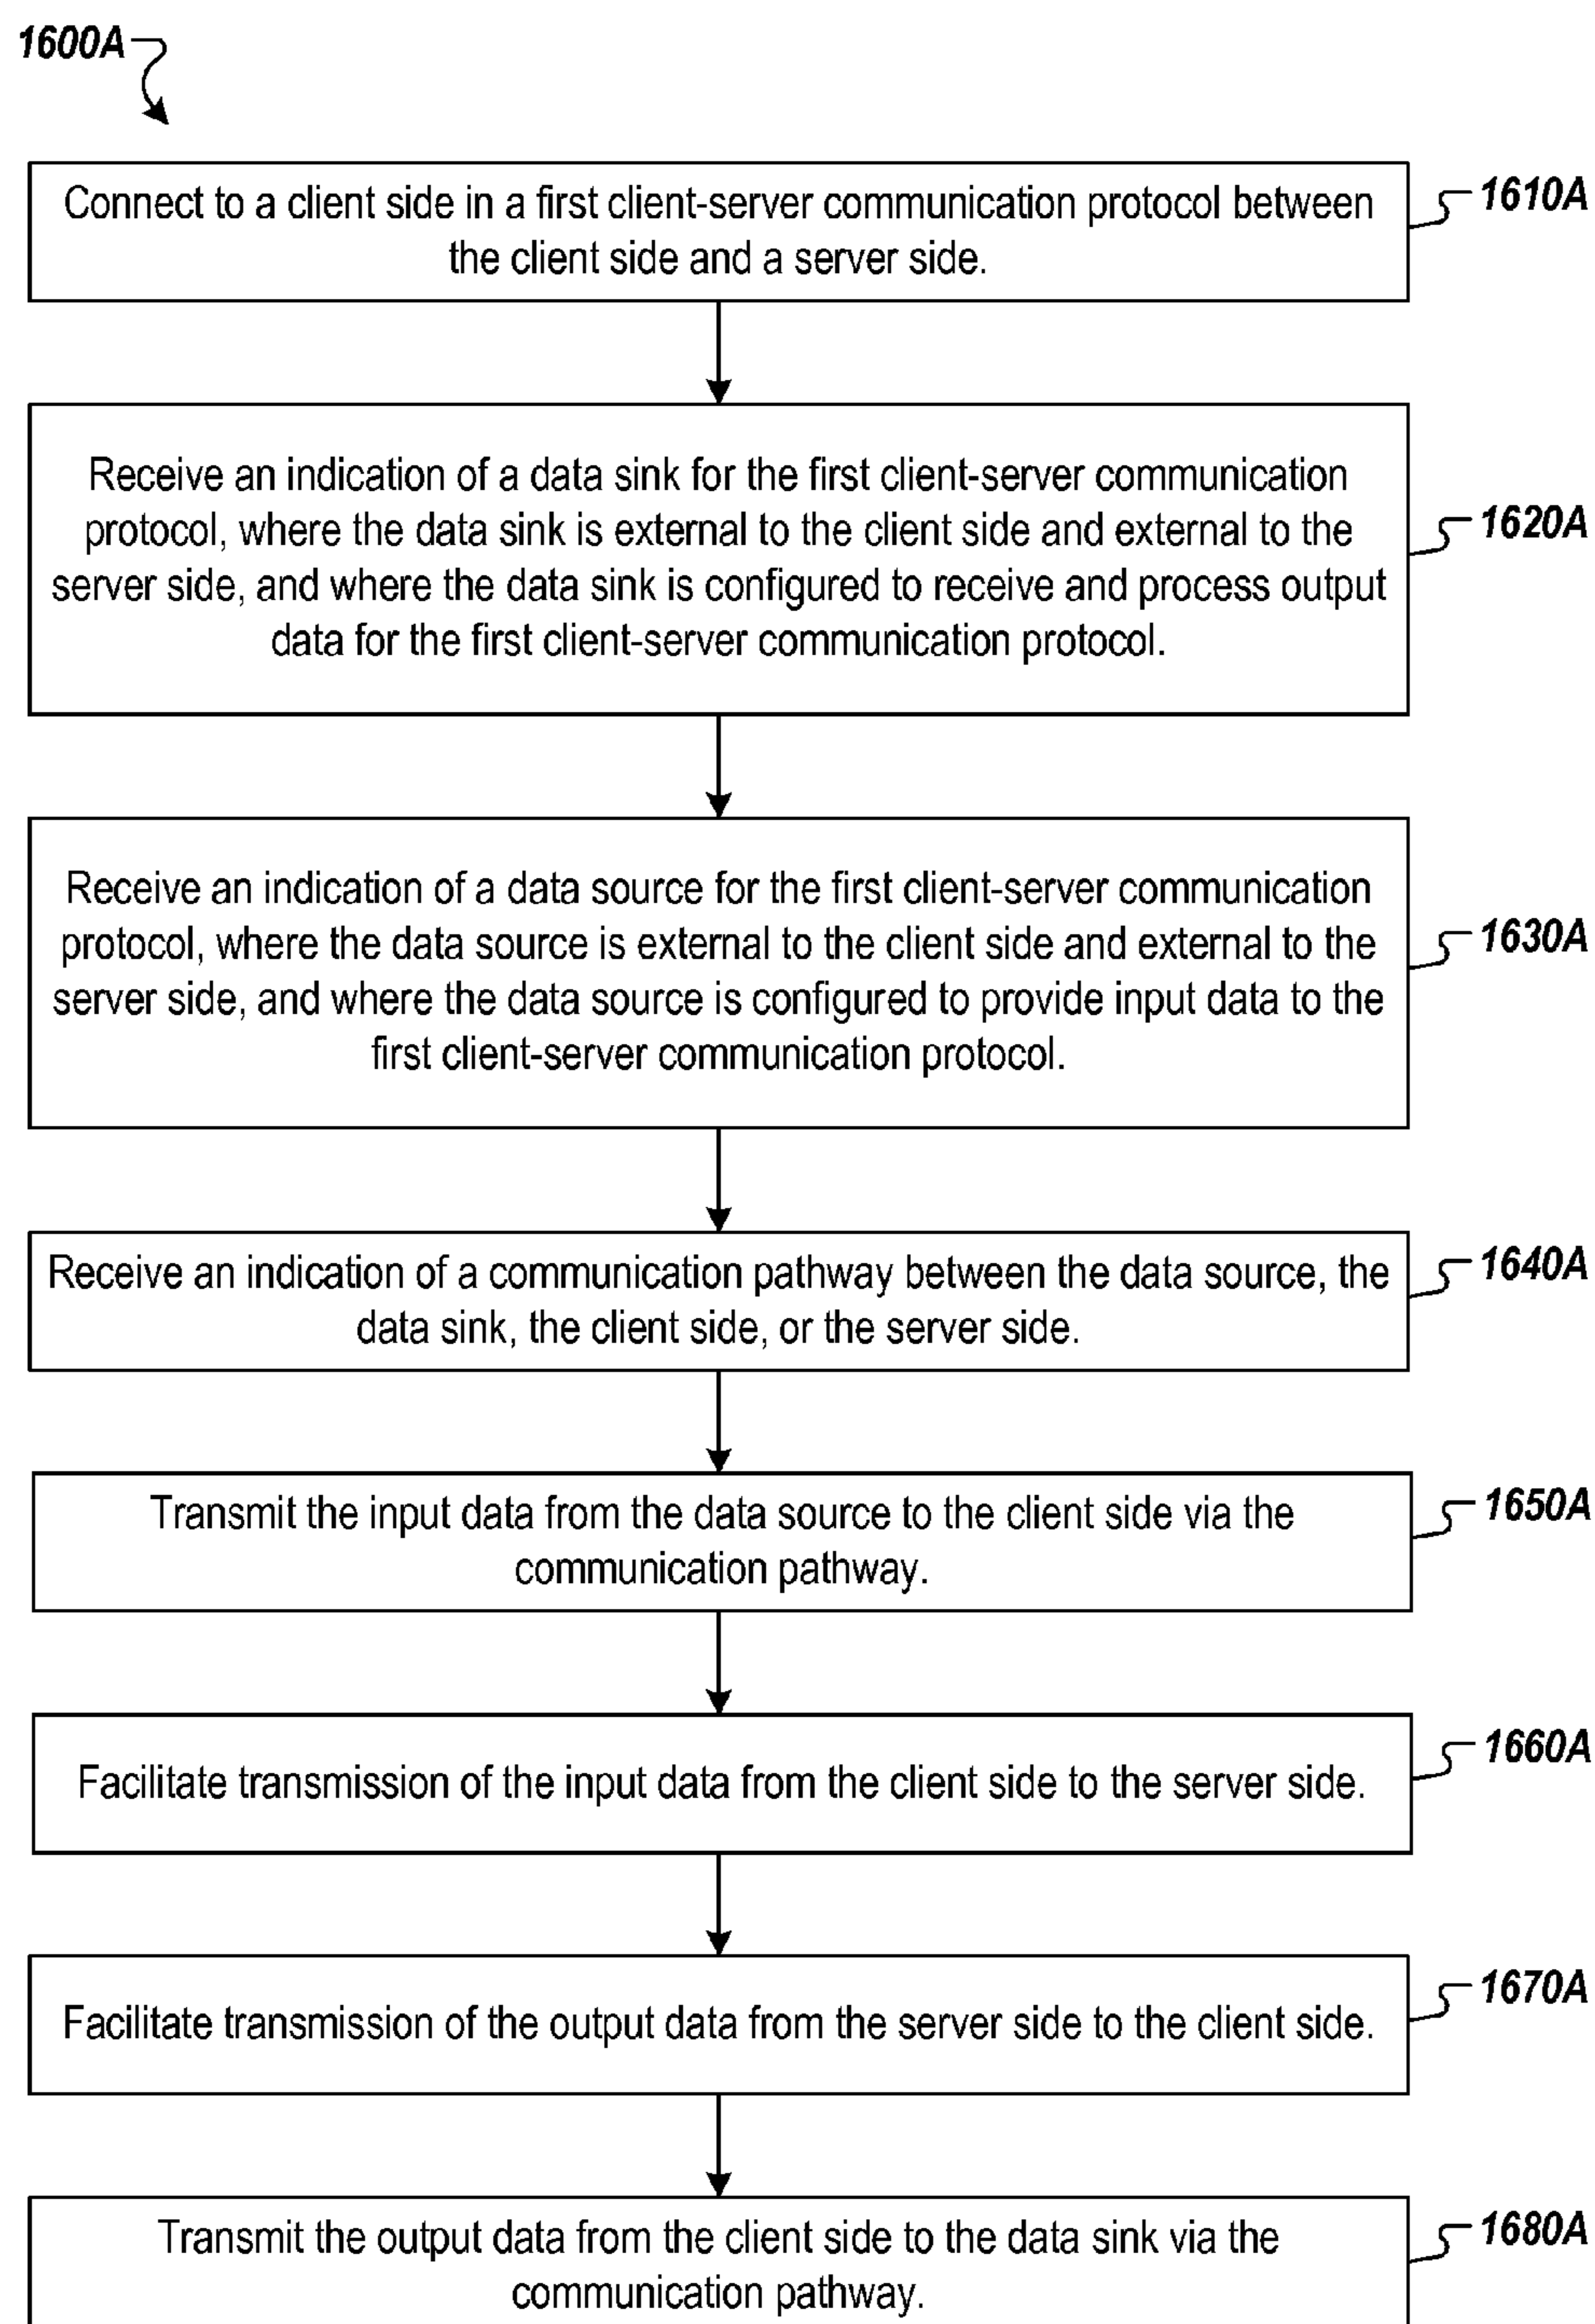 1600A
Connect to a client side in a first client-server communication protocol between
the client side and a server side.
1610A
Receive an indication of a data sink for the first client-server communication
protocol, where the data sink is external to the client side and external to the
server side, and where the data sink is configured to receive and process output
data for the first client-server communication protocol.
1620A
Receive an indication of a data source for the first client-server communication
protocol, where the data source is external to the client side and external to the
server side, and where the data source is configured to provide input data to the
first client-server communication protocol.
1630A
Receive an indication of a communication pathway between the data source, the
data sink, the client side, or the server side.
1640A
Transmit the input data from the data source to the client side via the
communication pathway.
1650A
Facilitate transmission of the input data from the client side to the server side.
1660A
Facilitate transmission of the output data from the server side to the client side.
1670A
Transmit the output data from the client side to the data sink via the
communication pathway.
1680A